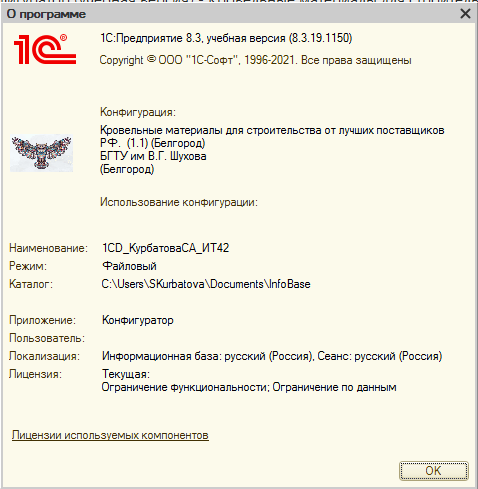 О программе
1С®
1С:Предприятие 8.3, учебная версия (8.3.19.1150)
Copyright © ООО "1С-Софт", 1996-2021. Все права защищены
Конфигурация:
Кровельные материалы для строительства от лучших поставщиков
РФ. (1.1) (Белгород)
БГТУ им В.Г. Шухова
(Белгород)
Использование конфигурации:
Наименование: 1CD_КурбатоваСА_ИТ42
Режим: Файловый
Каталог: C:\Users\SKurbatova\Documents\InfoBase
Приложение: Конфигуратор
Пользователь:
Локализация: Информационная база: русский (Россия), Сеанс: русский (Россия)
Лицензия: Текущая:
Ограничение функциональности; Ограничение по данным
Лицензии используемых компонентов
OK